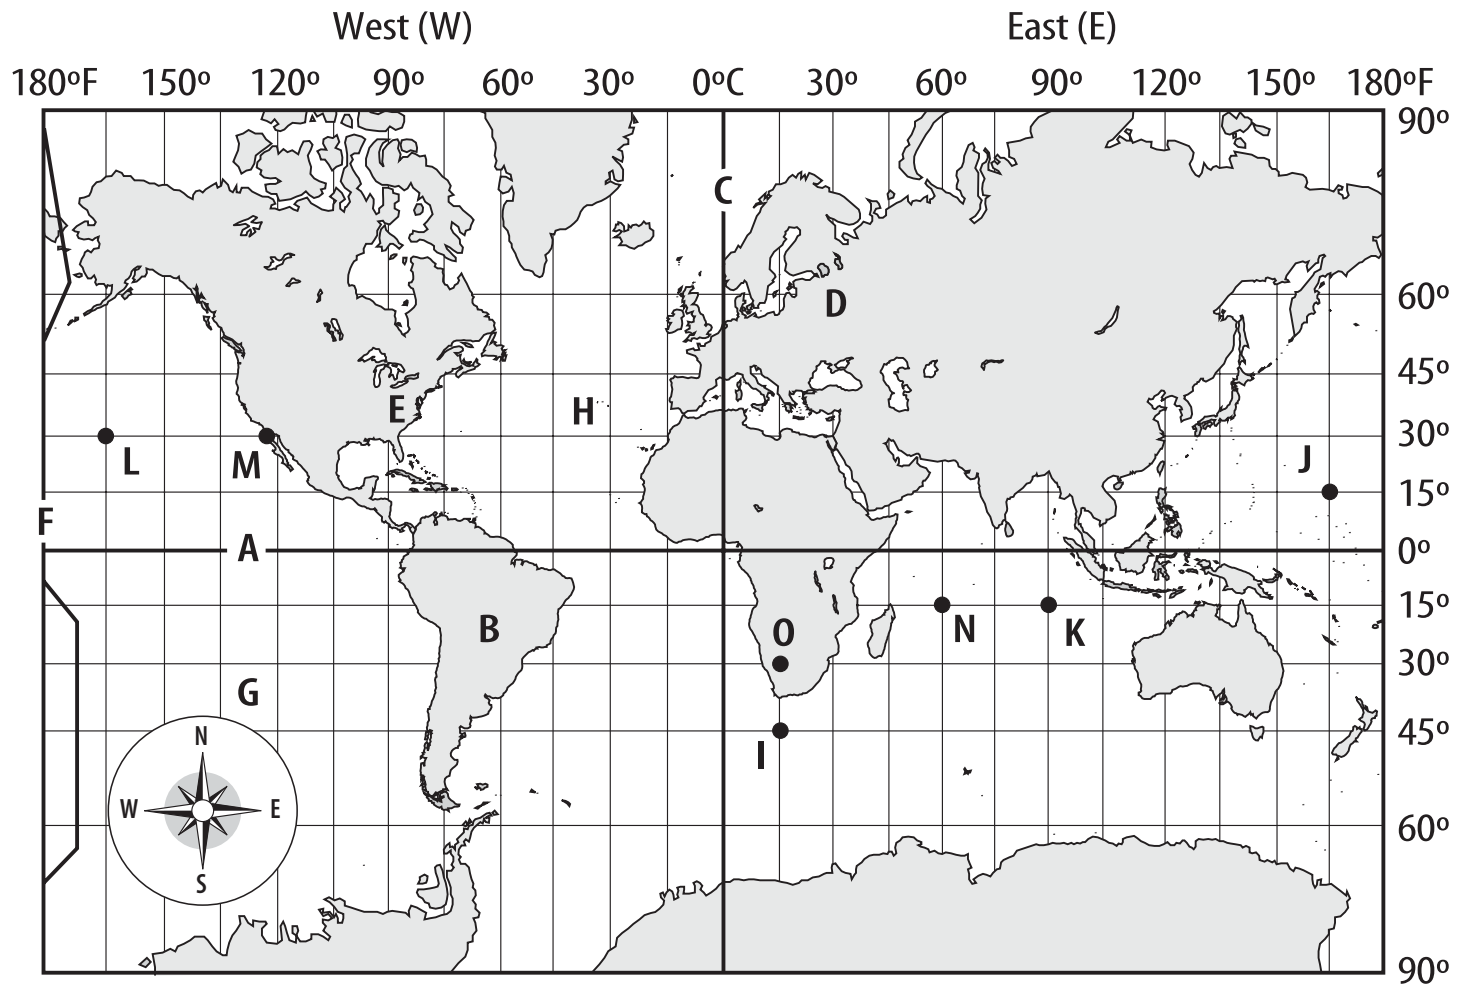 West (W) East (E)
180ºF 150º 120º 90º 60º 30º 0ºC 30º 60º 90º 120º 150º 180ºF
90º
C
D 60º
45º
E H
30º
L M J
15º
F
A 0º
15º
B O N K
30º
G
N 45º
I
W E
60º
S
90º